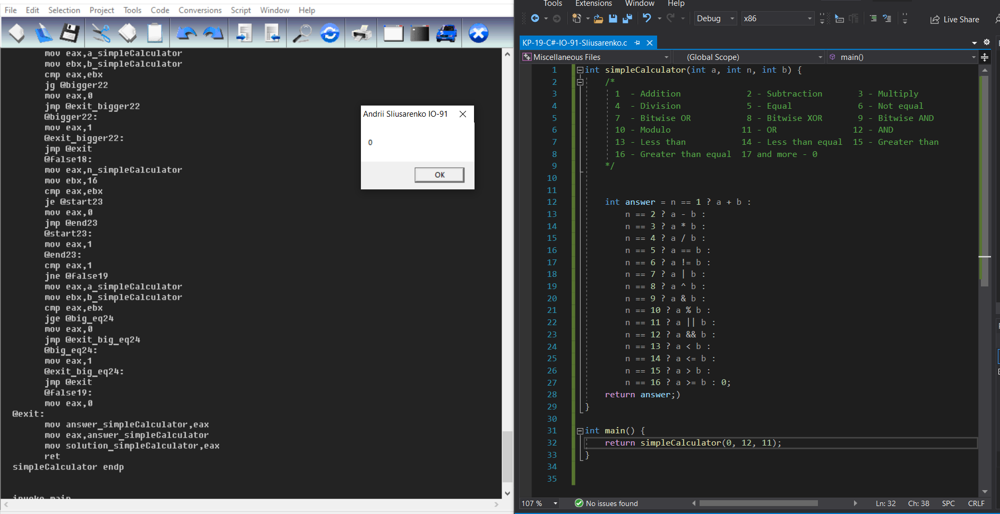 File Edit Selection Project Tools Code Conversions Script Window Help
mov eax,a_simpleCalculator
mov ebx,b_simpleCalculator
cmp eax,ebx
jg @bigger22
mov eax,0
jmp @exit_bigger22
@bigger22:
mov eax,1
@exit_bigger22:
jmp @exit
@false18:
mov eax,n_simpleCalculator
mov ebx,16
cmp eax,ebx
je @start23
mov eax,0
jmp @end23
@start23:
mov eax,1
@end23:
cmp eax,1
jne @false19
mov eax,a_simpleCalculator
mov ebx,b_simpleCalculator
cmp eax,ebx
jge @big_eq24
mov eax,0
jmp @exit_big_eq24
@big_eq24:
mov eax,1
@exit_big_eq24:
jmp @exit
@false19:
mov eax,0
@exit:
mov answer_simpleCalculator,eax
mov eax,answer_simpleCalculator
mov solution_simpleCalculator,eax
ret
simpleCalculator endp
invoke main
Andrii Sliusarenko IO-91
0
OK
Tools Extensions Window Help
Debug x86 Live Share
KP-19-C#-IO-91-Sliusarenko.c
Miscellaneous Files (Global Scope) main()
1 int simpleCalculator(int a, int n, int b) {
2 /*
3 1 - Addition 2 - Subtraction 3 - Multiply
4 4 - Division 5 - Equal 6 - Not equal
5 7 - Bitwise OR 8 - Bitwise XOR 9 - Bitwise AND
6 10 - Modulo 11 - OR 12 - AND
7 13 - Less than 14 - Less than equal 15 - Greater than
8 16 - Greater than equal 17 and more - 0
9 */
10
11
12 int answer = n == 1 ? a + b :
13 n == 2 ? a - b :
14 n == 3 ? a * b :
15 n == 4 ? a / b :
16 n == 5 ? a == b :
17 n == 6 ? a != b :
18 n == 7 ? a | b :
19 n == 8 ? a ^ b :
20 n == 9 ? a & b :
21 n == 10 ? a % b :
22 n == 11 ? a || b :
23 n == 12 ? a && b :
24 n == 13 ? a < b :
25 n == 14 ? a <= b :
26 n == 15 ? a > b :
27 n == 16 ? a >= b : 0;
28 return answer;)
29 }
30
31 int main() {
32 return simpleCalculator(0, 12, 11);
33 }
34
35
107 % No issues found Ln: 32 Ch: 38 SPC CRLF